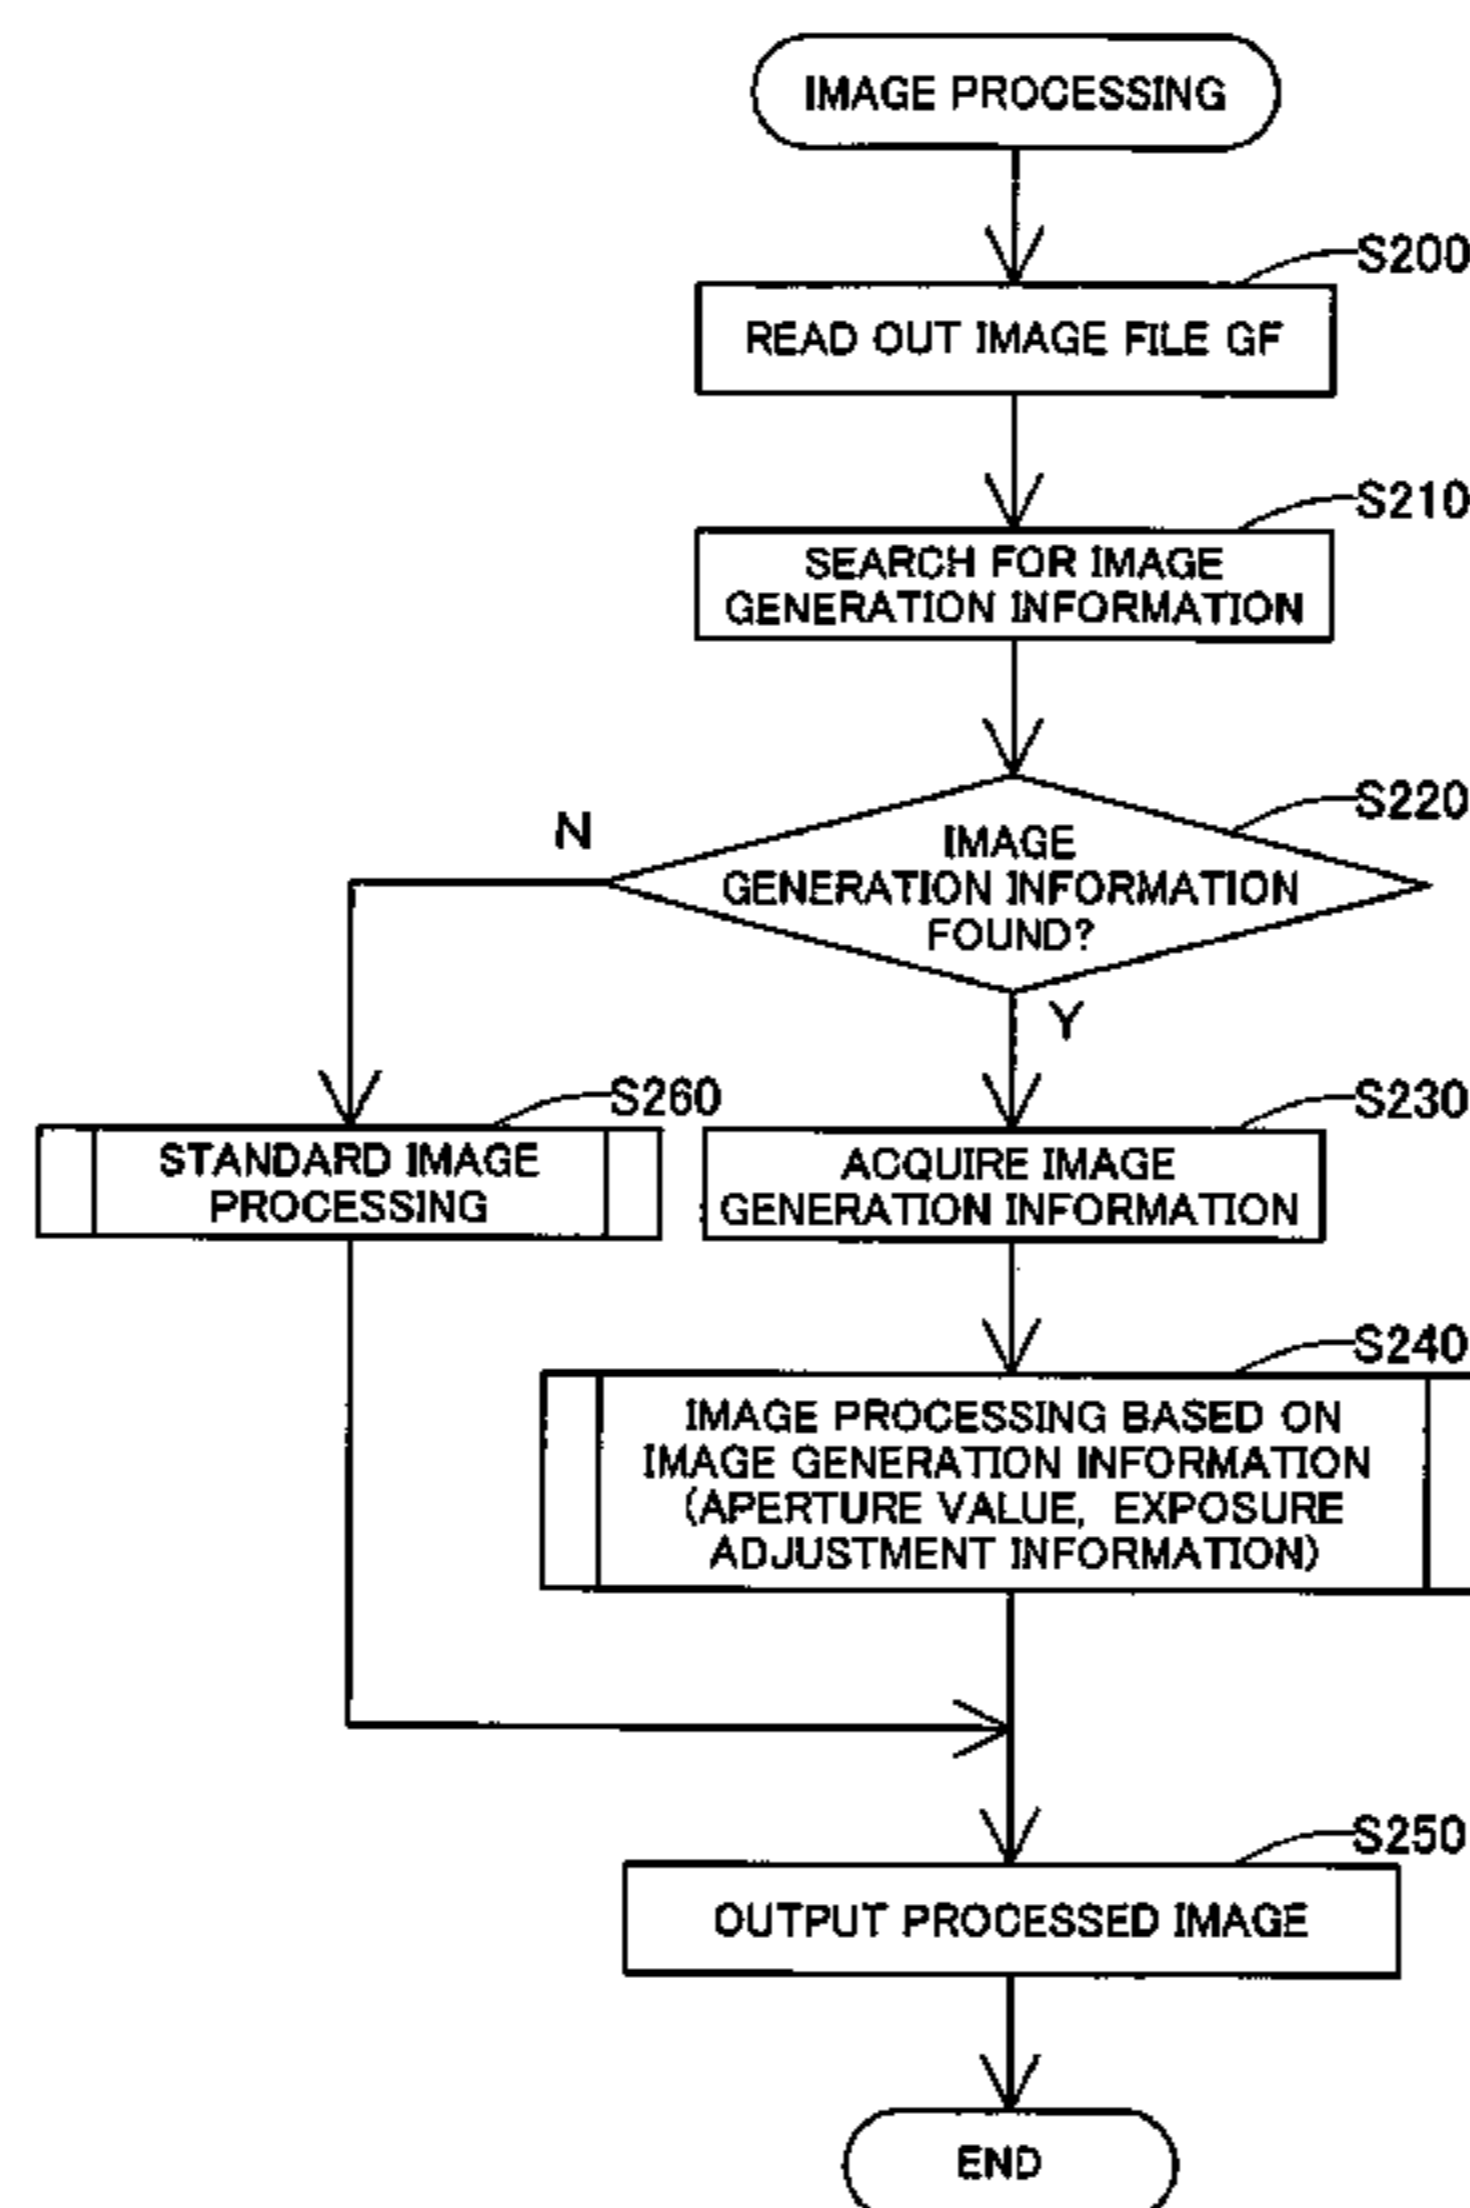 IMAGE PROCESSING
S200
READ OUT IMAGE FILE GF
S210
SEARCH FOR IMAGE
GENERATION INFORMATION
S220
N
IMAGE
GENERATION INFORMATION
FOUND?
Y
S260
STANDARD IMAGE
PROCESSING
S230
ACQUIRE IMAGE
GENERATION INFORMATION
S240
IMAGE PROCESSING BASED ON
IMAGE GENERATION INFORMATION
(APERTURE VALUE, EXPOSURE
ADJUSTMENT INFORMATION)
S250
OUTPUT PROCESSED IMAGE
END